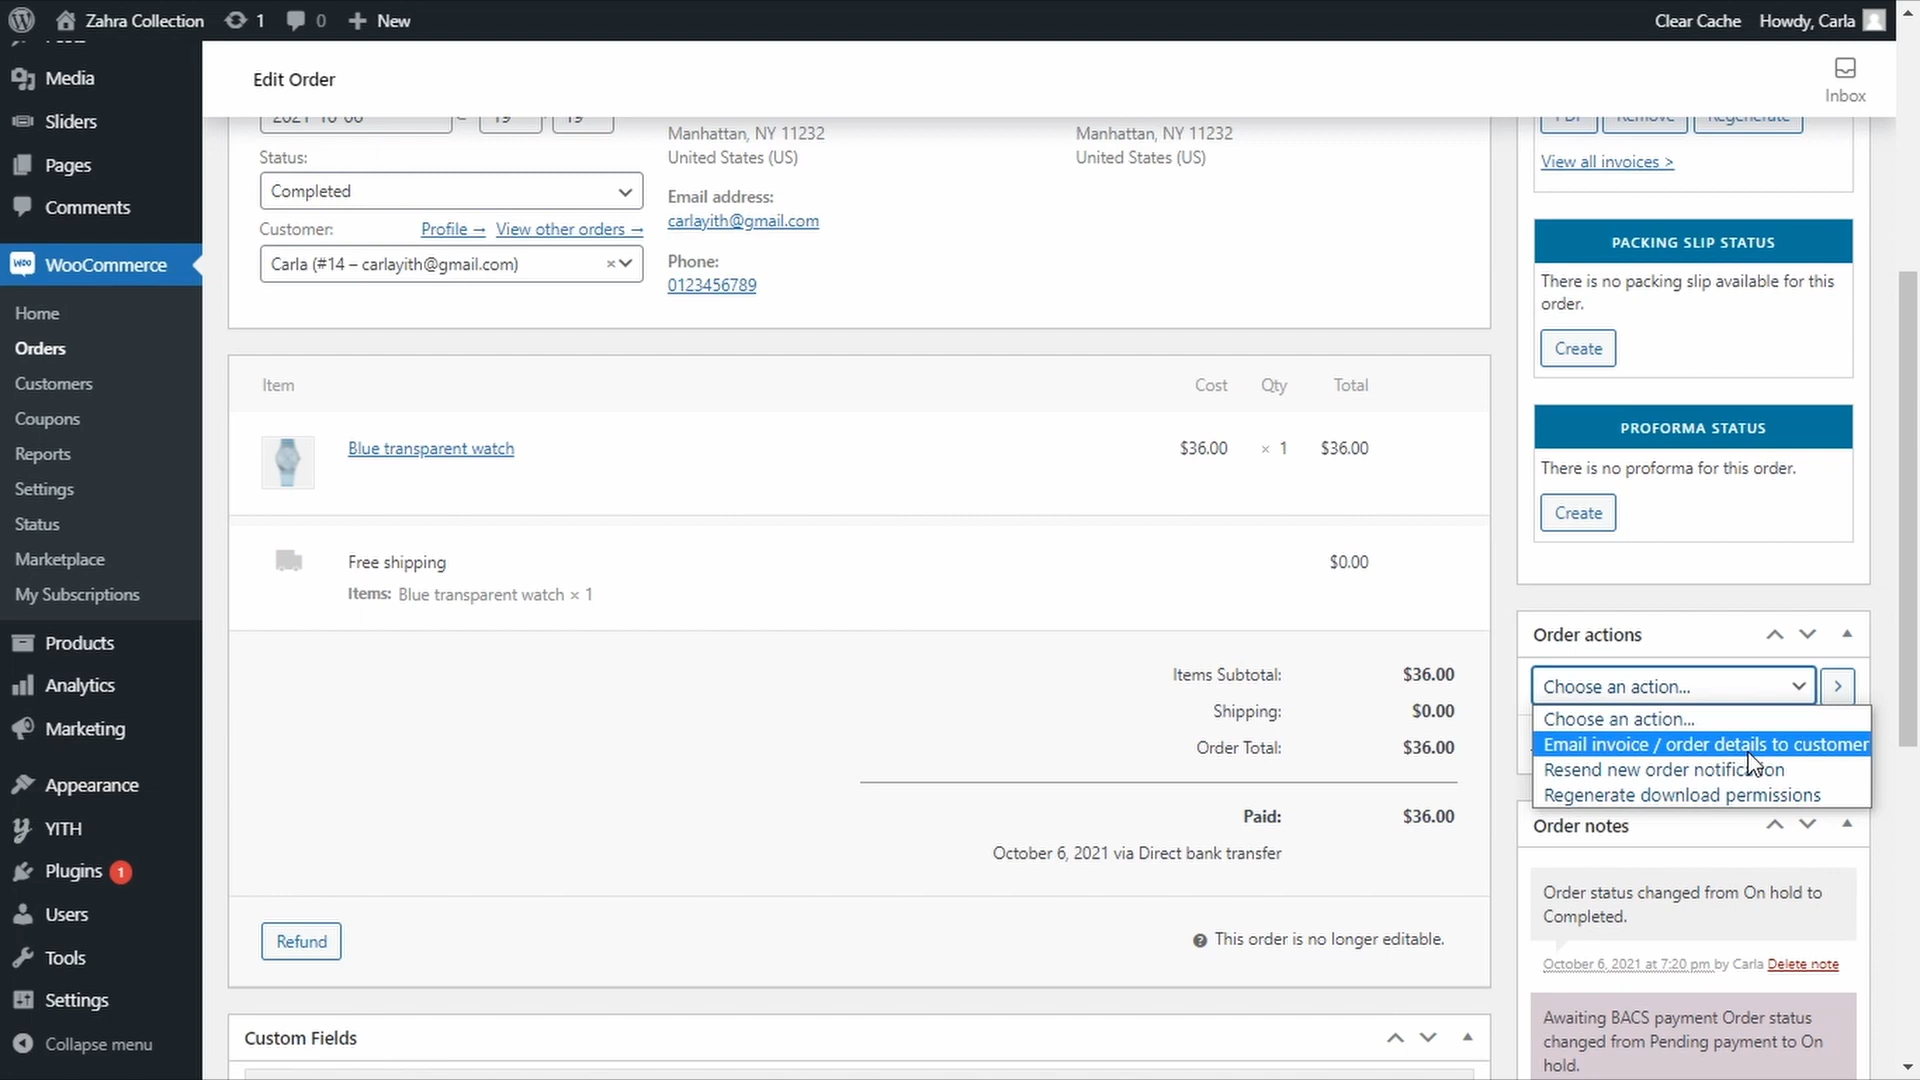 Zahra Collection 1 0 New Clear Cache Howdy, Carla
Media
Sliders
Pages
Comments
WooCommerce
Home
Orders
Customers
Coupons
Reports
Settings
Status
Marketplace
My Subscriptions
Products
Analytics
Marketing
Appearance
YITH
Plugins 1
Users
Tools
Settings
Collapse menu
Edit Order
Inbox
Status:
Completed
Customer: Profile → View other orders →
Carla (#14 – carlayith@gmail.com) ×
Manhattan, NY 11232
United States (US)
Email address:
carlayith@gmail.com
Phone:
0123456789
Manhattan, NY 11232
United States (US)
Item Cost Qty Total
Blue transparent watch $36.00 × 1 $36.00
Free shipping $0.00
Items: Blue transparent watch × 1
Items Subtotal: $36.00
Shipping: $0.00
Order Total: $36.00
Paid: $36.00
October 6, 2021 via Direct bank transfer
Refund
This order is no longer editable.
Custom Fields
PDF Remove Regenerate
View all invoices >
PACKING SLIP STATUS
There is no packing slip available for this
order.
Create
PROFORMA STATUS
There is no proforma for this order.
Create
Order actions
Choose an action...
Choose an action...
Email invoice / order details to customer
Resend new order notification
Regenerate download permissions
Order notes
Order status changed from On hold to
Completed.
October 6, 2021 at 7:20 pm by Carla Delete note
Awaiting BACS payment Order status
changed from Pending payment to On
hold.